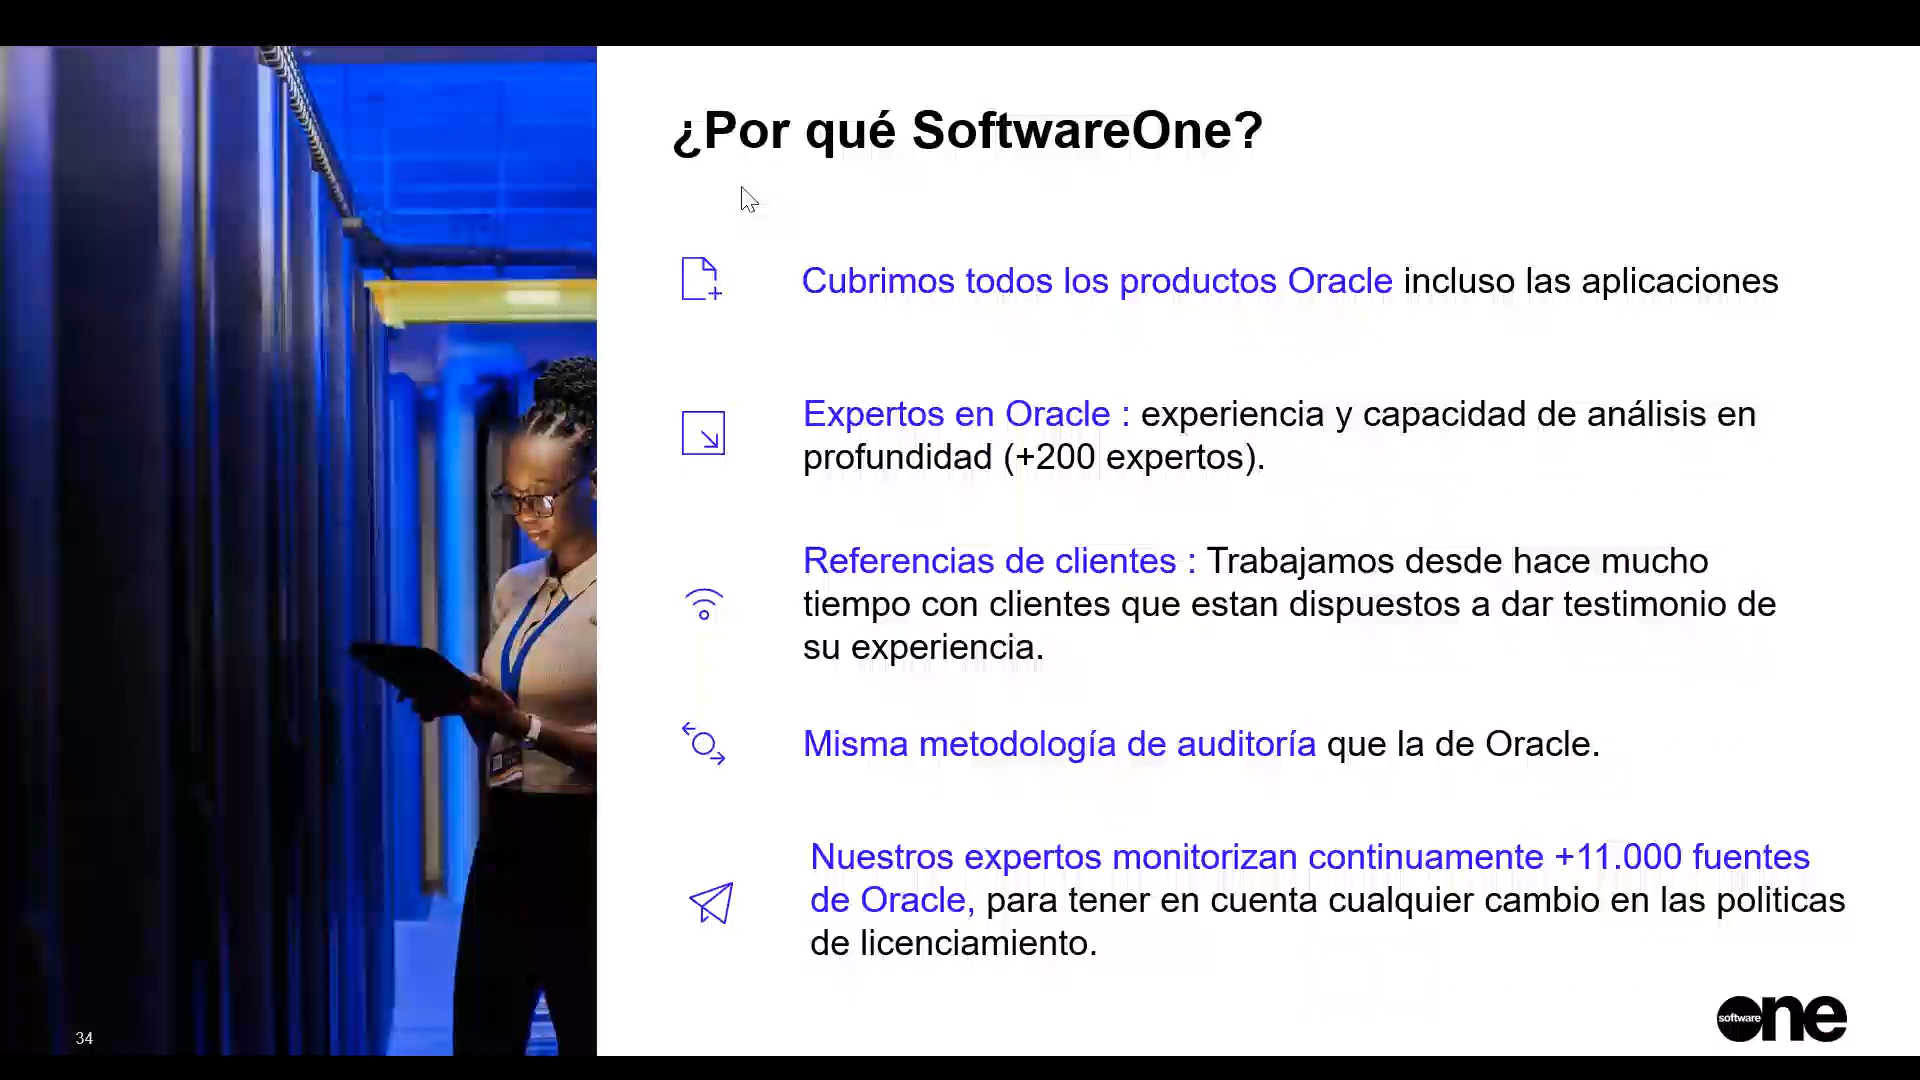 ¿Por qué SoftwareOne?
Cubrimos todos los productos Oracle incluso las aplicaciones
Expertos en Oracle : experiencia y capacidad de análisis en
profundidad (+200 expertos).
Referencias de clientes : Trabajamos desde hace mucho
tiempo con clientes que estan dispuestos a dar testimonio de
su experiencia.
Misma metodología de auditoría que la de Oracle.
Nuestros expertos monitorizan continuamente +11.000 fuentes
de Oracle, para tener en cuenta cualquier cambio en las politicas
de licenciamiento.
software one
34